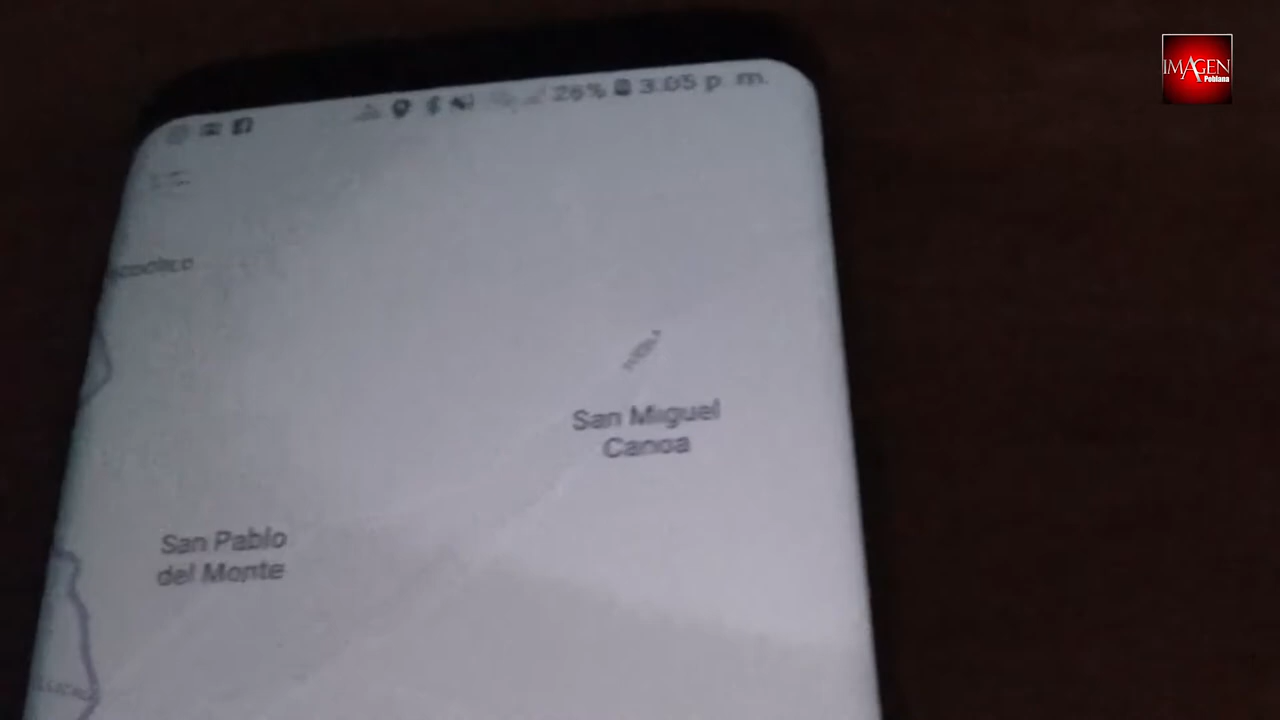 IMAGEN
Poblana
26% 3:05 p. m.
San Miguel
Canoa
San Pablo
del Monte